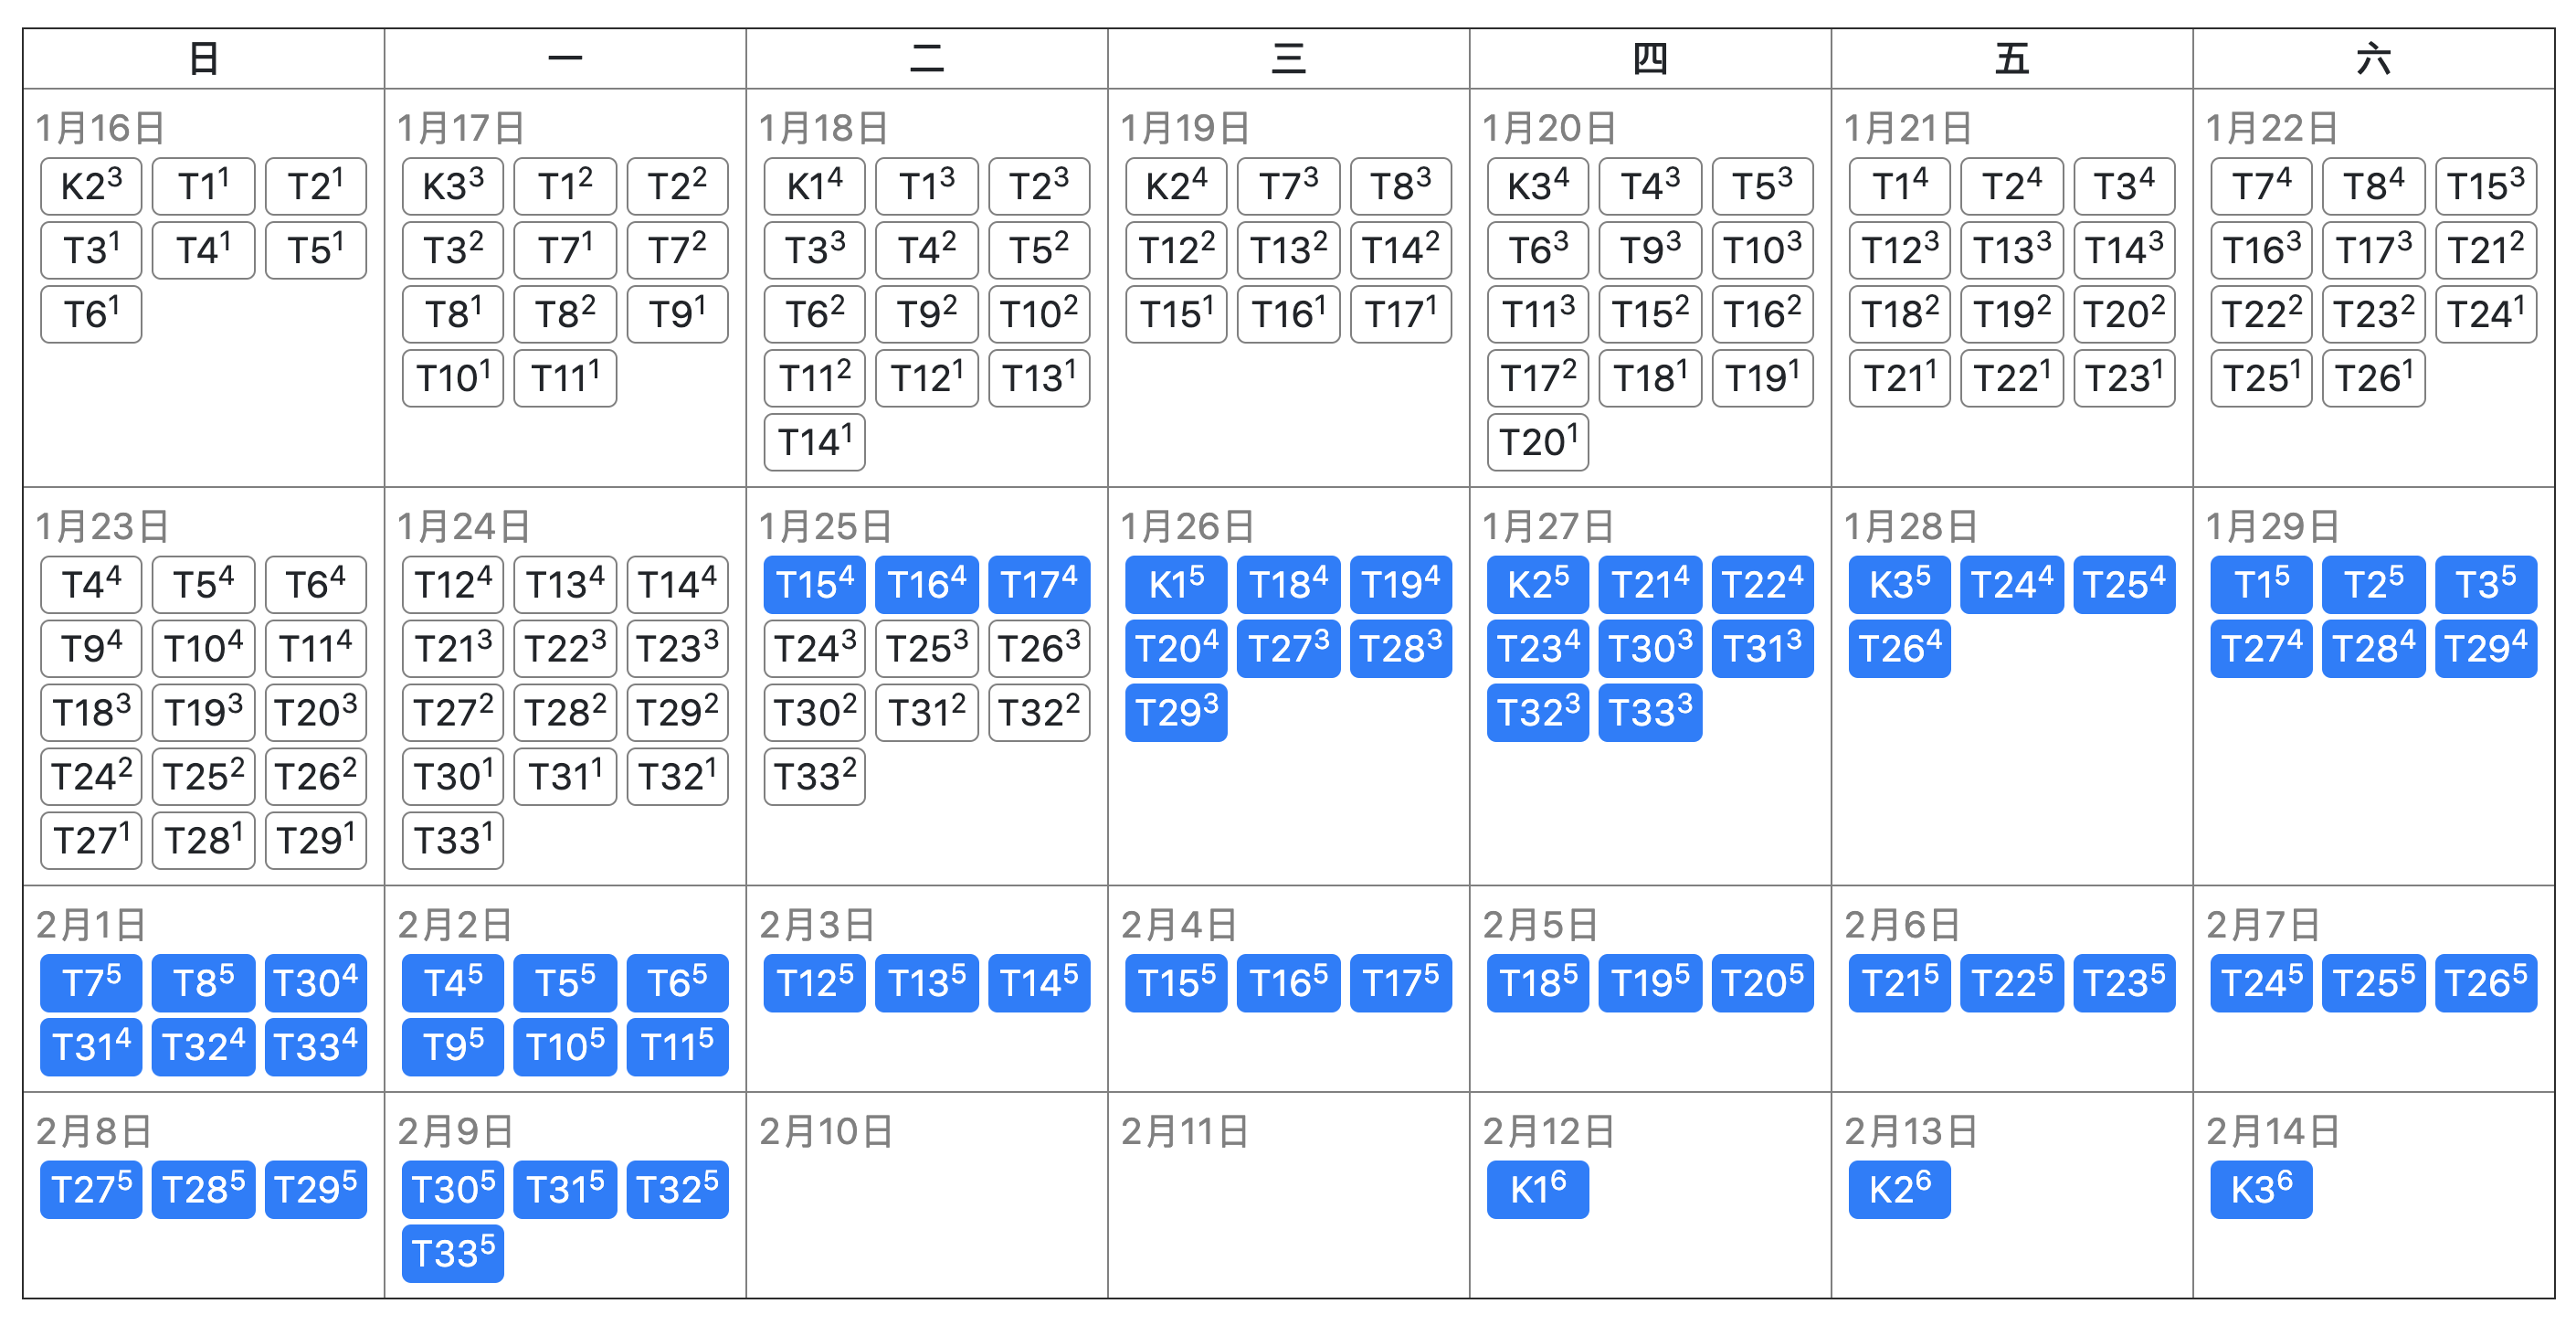 日 一 二 三 四 五 六
1月16日
K2³ T1¹ T2¹
T3¹ T4¹ T5¹
T6¹
1月17日
K3³ T1² T2²
T3² T7¹ T7²
T8¹ T8² T9¹
T10¹ T11¹
1月18日
K1⁴ T1³ T2³
T3³ T4² T5²
T6² T9² T10²
T11² T12¹ T13¹
T14¹
1月19日
K2⁴ T7³ T8³
T12² T13² T14²
T15¹ T16¹ T17¹
1月20日
K3⁴ T4³ T5³
T6³ T9³ T10³
T11³ T15² T16²
T17² T18¹ T19¹
T20¹
1月21日
T1⁴ T2⁴ T3⁴
T12³ T13³ T14³
T18² T19² T20²
T21¹ T22¹ T23¹
1月22日
T7⁴ T8⁴ T15³
T16³ T17³ T21²
T22² T23² T24¹
T25¹ T26¹
1月23日
T4⁴ T5⁴ T6⁴
T9⁴ T10⁴ T11⁴
T18³ T19³ T20³
T24² T25² T26²
T27¹ T28¹ T29¹
1月24日
T12⁴ T13⁴ T14⁴
T21³ T22³ T23³
T27² T28² T29²
T30¹ T31¹ T32¹
T33¹
1月25日
T15⁴ T16⁴ T17⁴
T24³ T25³ T26³
T30² T31² T32²
T33²
1月26日
K1⁵ T18⁴ T19⁴
T20⁴ T27³ T28³
T29³
1月27日
K2⁵ T21⁴ T22⁴
T23⁴ T30³ T31³
T32³ T33³
1月28日
K3⁵ T24⁴ T25⁴
T26⁴
1月29日
T1⁵ T2⁵ T3⁵
T27⁴ T28⁴ T29⁴
2月1日
T7⁵ T8⁵ T30⁴
T31⁴ T32⁴ T33⁴
2月2日
T4⁵ T5⁵ T6⁵
T9⁵ T10⁵ T11⁵
2月3日
T12⁵ T13⁵ T14⁵
2月4日
T15⁵ T16⁵ T17⁵
2月5日
T18⁵ T19⁵ T20⁵
2月6日
T21⁵ T22⁵ T23⁵
2月7日
T24⁵ T25⁵ T26⁵
2月8日
T27⁵ T28⁵ T29⁵
2月9日
T30⁵ T31⁵ T32⁵
T33⁵
2月10日
2月11日
2月12日
K1⁶
2月13日
K2⁶
2月14日
K3⁶